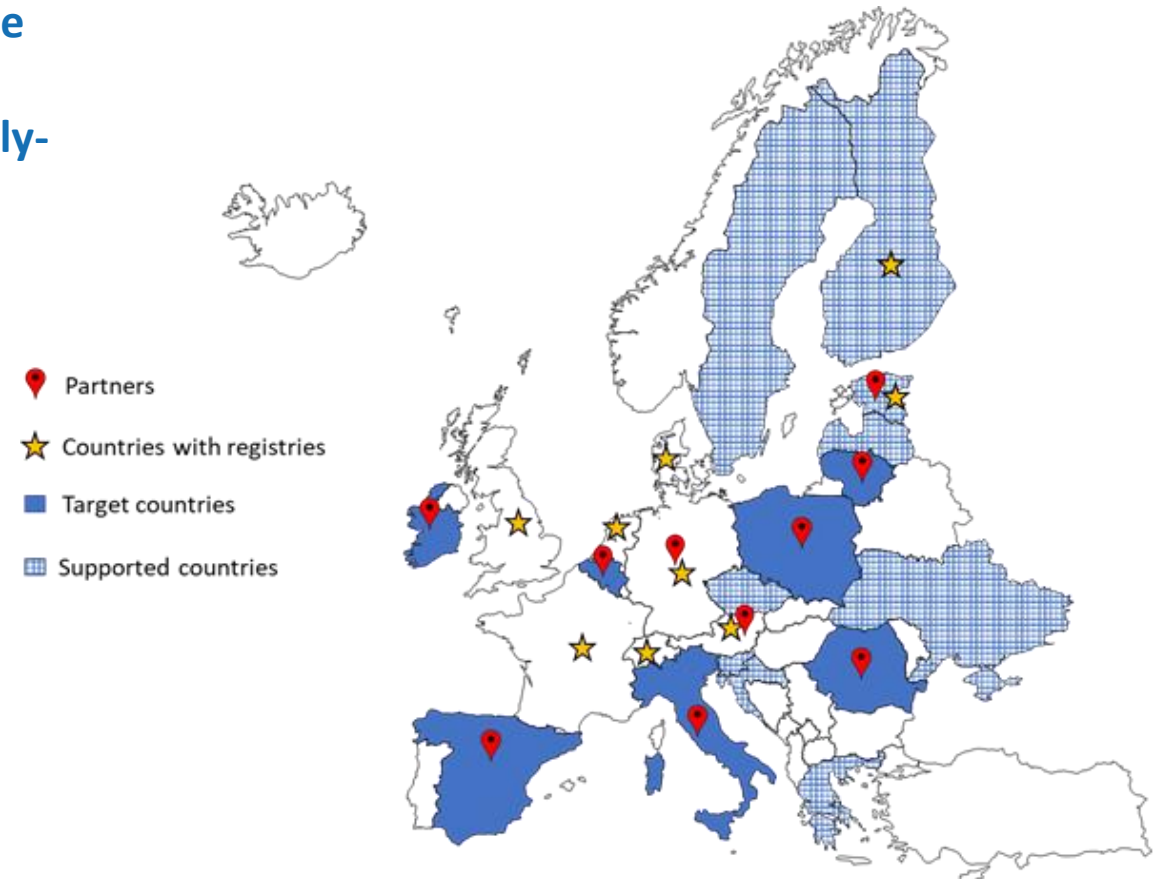 e
ly-
Partners
Countries with registries
Target countries
Supported countries